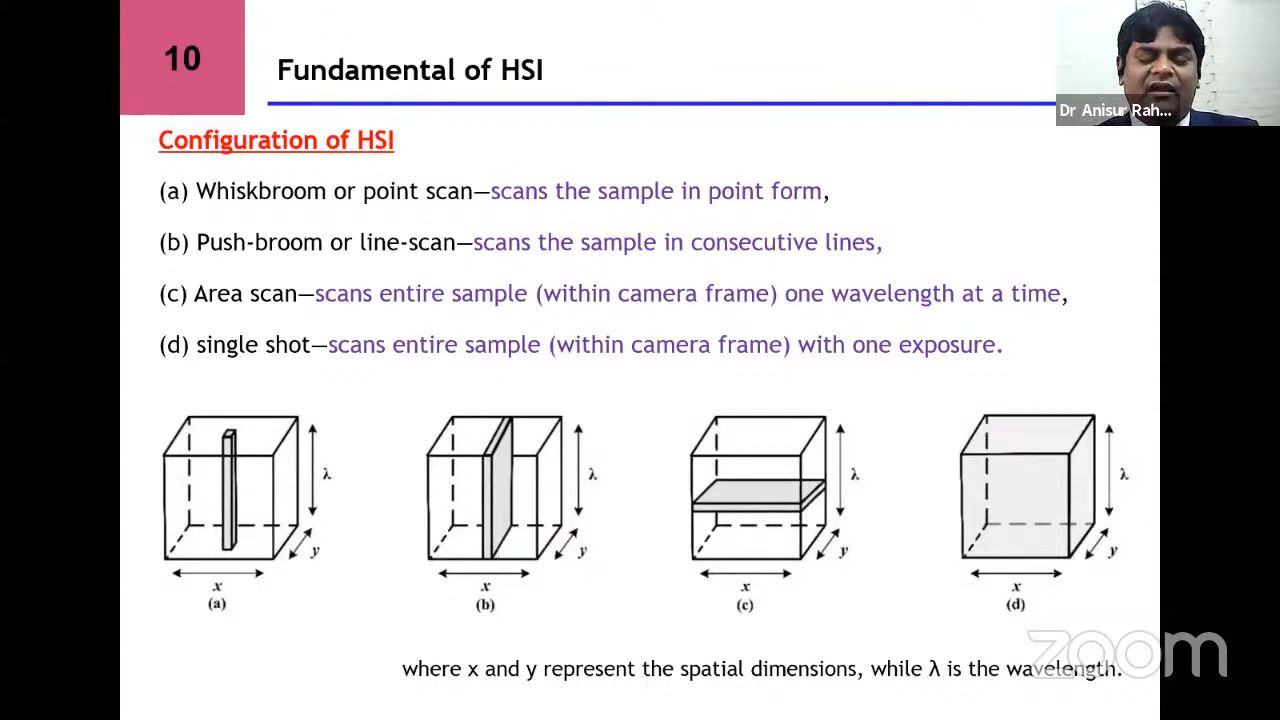 10
Fundamental of HSI
Dr Anisur Rah...
Configuration of HSI
(a) Whiskbroom or point scan—scans the sample in point form,
(b) Push-broom or line-scan—scans the sample in consecutive lines,
(c) Area scan—scans entire sample (within camera frame) one wavelength at a time,
(d) single shot—scans entire sample (within camera frame) with one exposure.
λ
y
x
(a)
λ
y
x
(b)
λ
y
x
(c)
λ
y
x
(d)
where x and y represent the spatial dimensions, while λ is the wavelength.
zoom